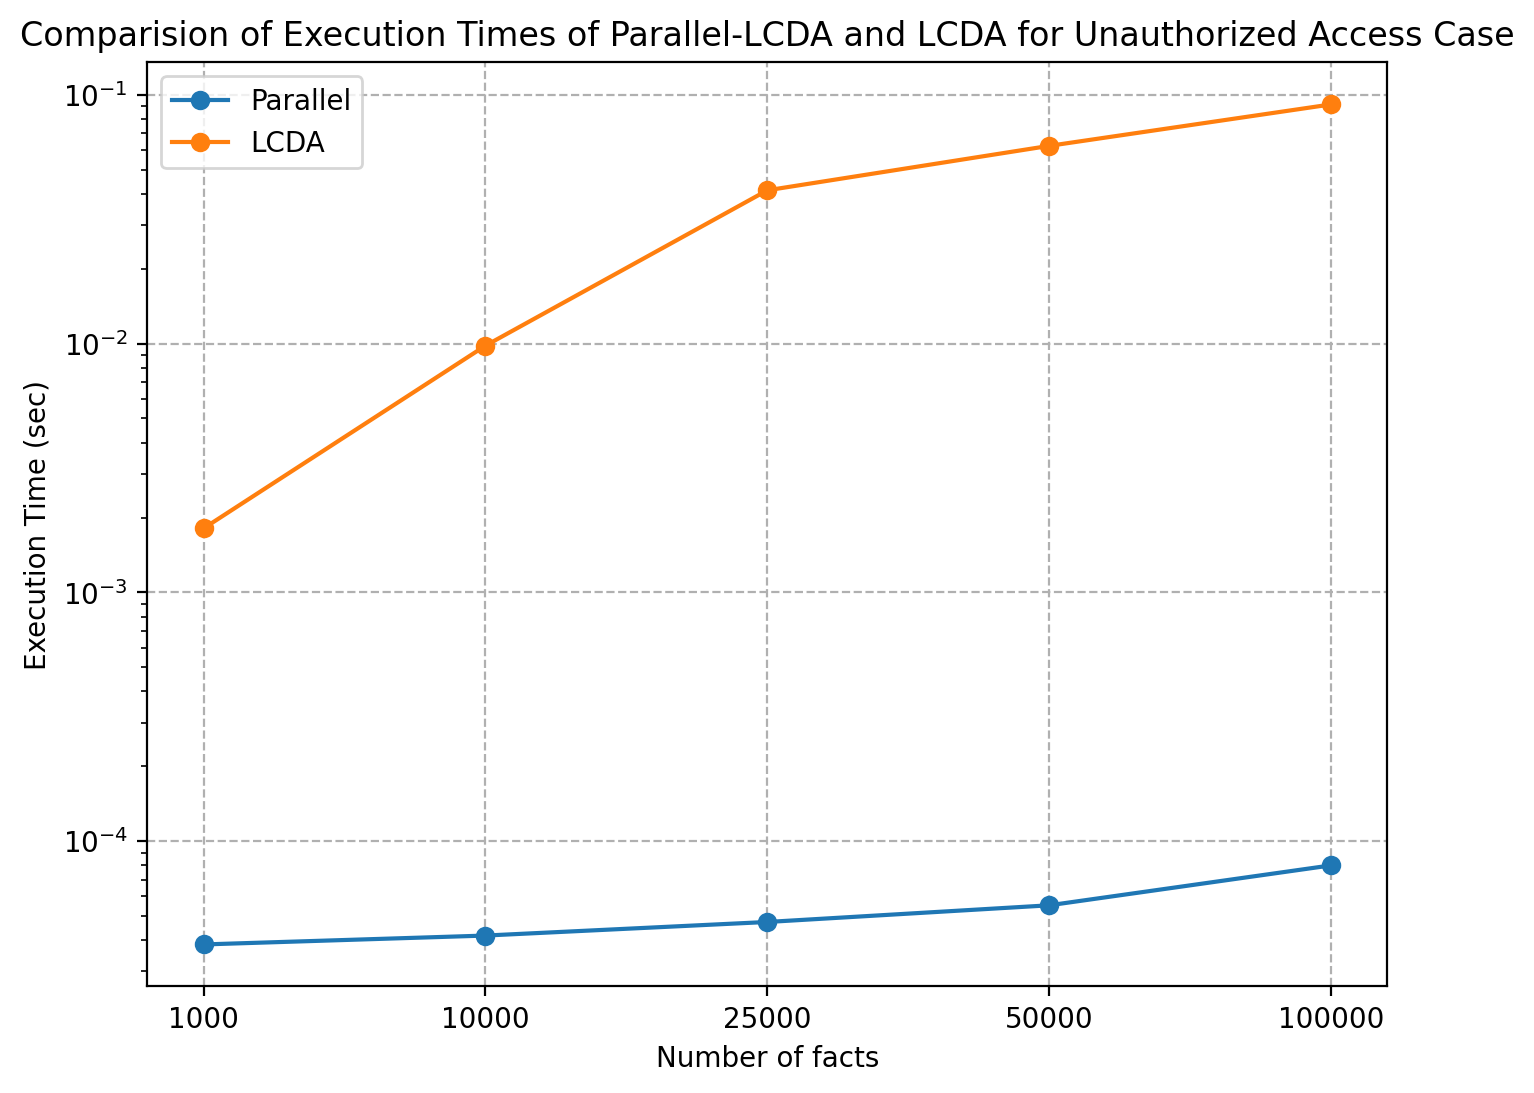 Comparision of Execution Times of Parallel-LCDA and LCDA for Unauthorized Access Case
Parallel
LCDA
10⁻¹
10⁻²
10⁻³
10⁻⁴
Execution Time (sec)
1000 10000 25000 50000 100000
Number of facts